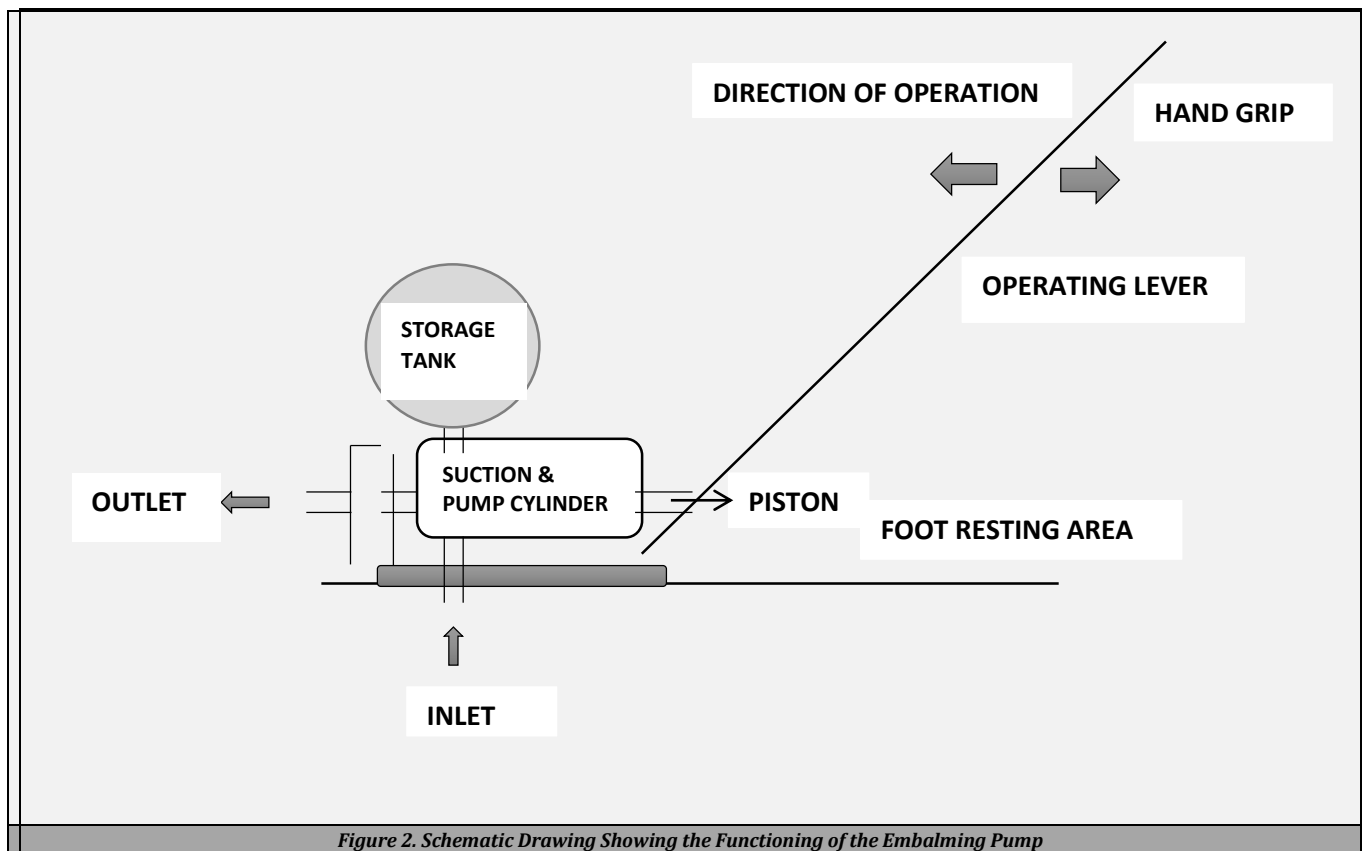 DIRECTION OF OPERATION
HAND GRIP
OPERATING LEVER
STORAGE
TANK
SUCTION &
PUMP CYLINDER
OUTLET
PISTON
FOOT RESTING AREA
INLET
Figure 2. Schematic Drawing Showing the Functioning of the Embalming Pump